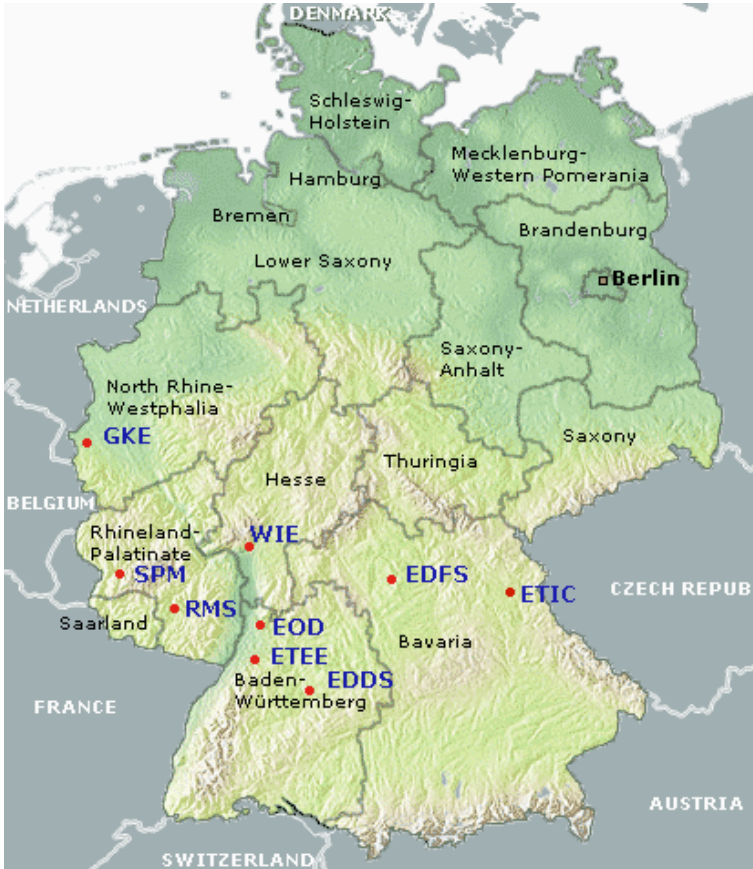 DENMARK
Schleswig-
Holstein
Mecklenburg-
Western Pomerania
Hamburg
Bremen
Brandenburg
Lower Saxony
Berlin
NETHERLANDS
Saxony-
Anhalt
North Rhine-
Westphalia
GKE
Saxony
Thuringia
Hesse
BELGIUM
Rhineland-
Palatinate
WIE
SPM
EDFS
ETIC
CZECH REPUB
RMS
Saarland
EOD
Bavaria
ETEE
EDDS
Baden-
Württemberg
FRANCE
AUSTRIA
SWITZERLAND